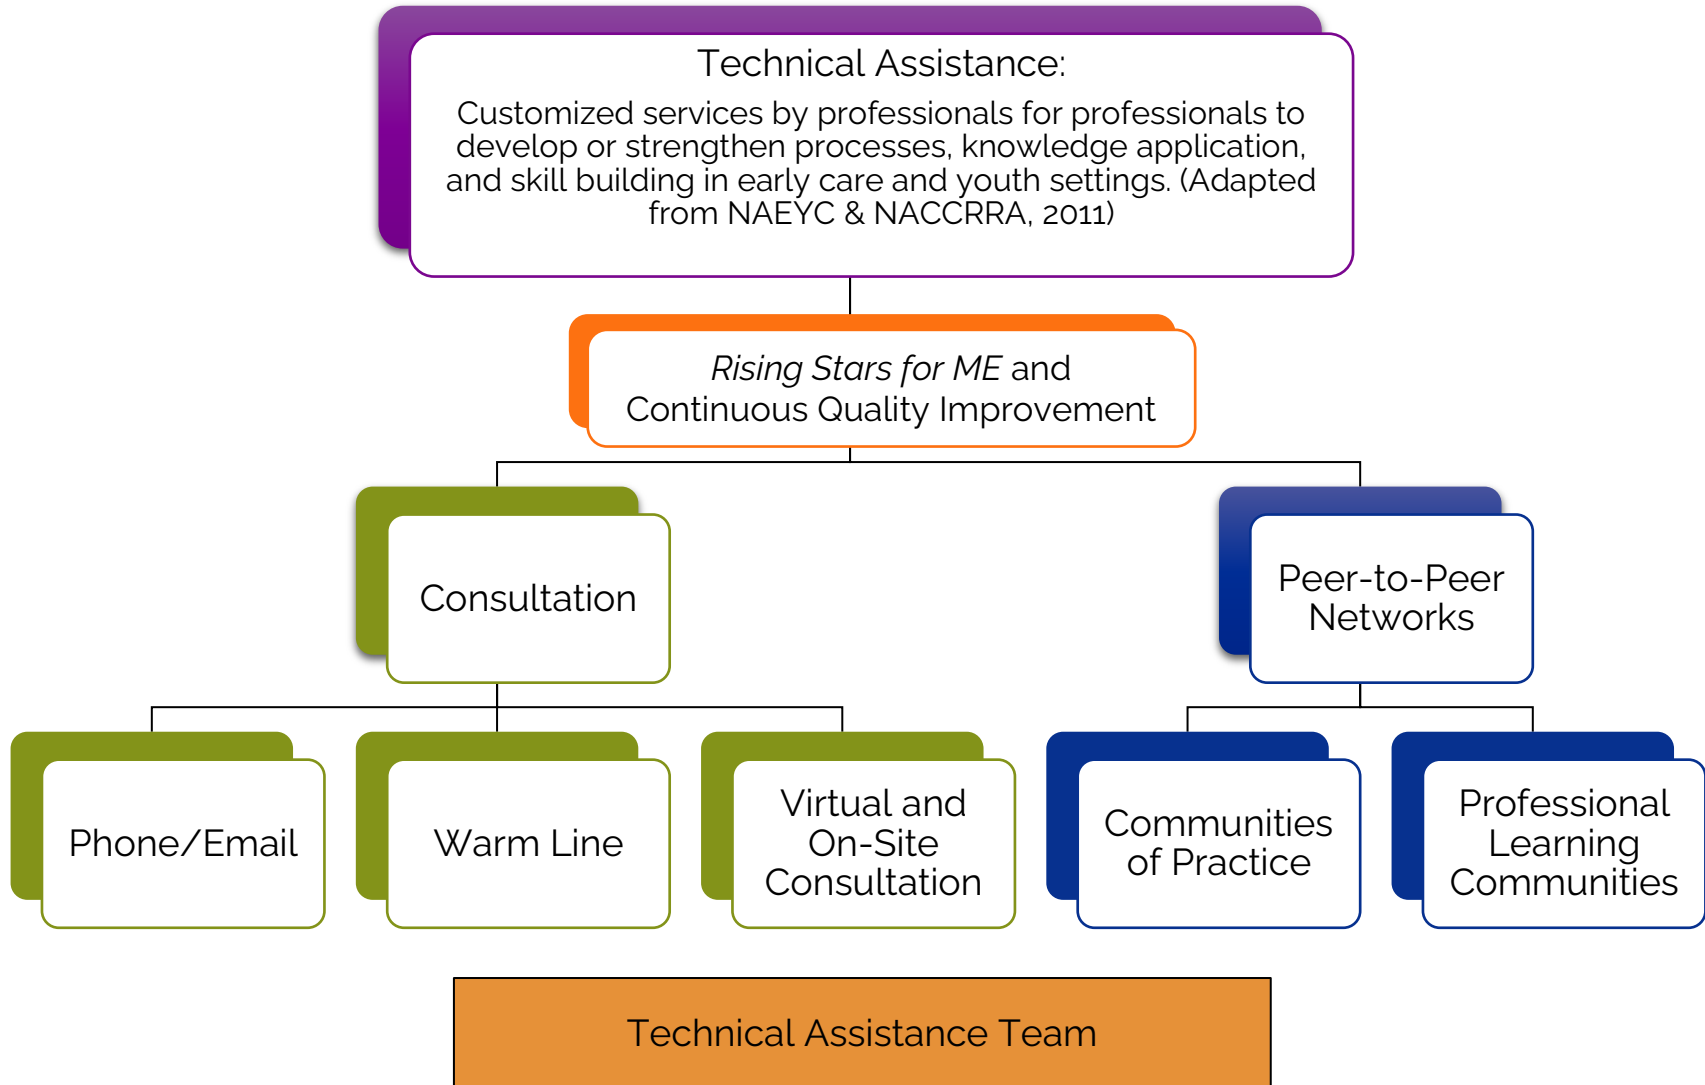 Technical Assistance:
Customized services by professionals for professionals to
develop or strengthen processes, knowledge application,
and skill building in early care and youth settings. (Adapted
from NAEYC & NACCRRA, 2011)
Rising Stars for ME and
Continuous Quality Improvement
Consultation
Peer-to-Peer
Networks
Phone/Email
Warm Line
Virtual and
On-Site
Consultation
Communities
of Practice
Professional
Learning
Communities
Technical Assistance Team